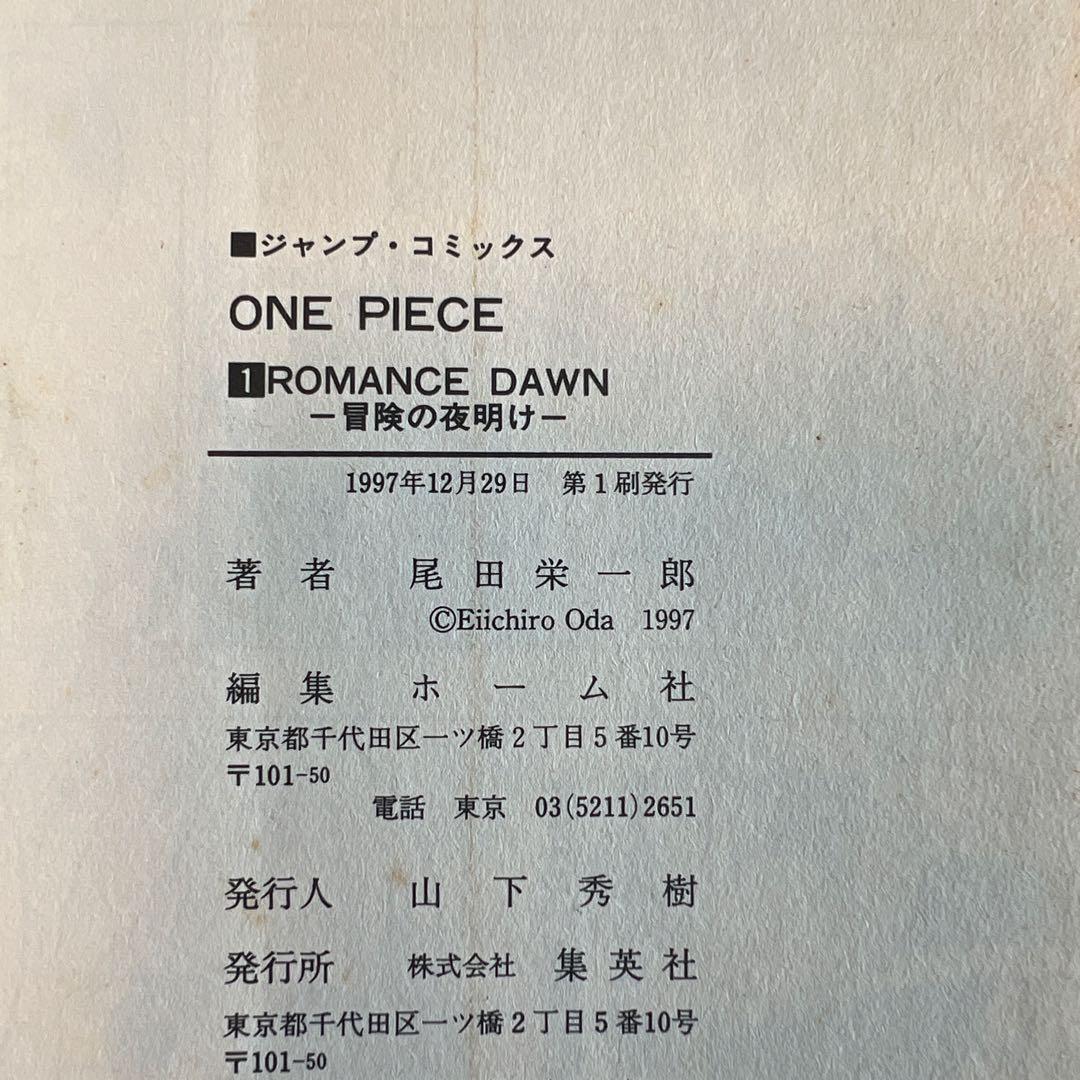 ■ジャンプ・コミックス
ONE PIECE
1 ROMANCE DAWN
―冒険の夜明け―
1997年12月29日　第1刷発行
著者　尾田栄一郎
©Eiichiro Oda　1997
編集　ホーム社
東京都千代田区一ツ橋2丁目5番10号
〒101-50
電話　東京　03(5211)2651
発行人　山下秀樹
発行所　株式会社　集英社
東京都千代田区一ツ橋2丁目5番10号
〒101-50